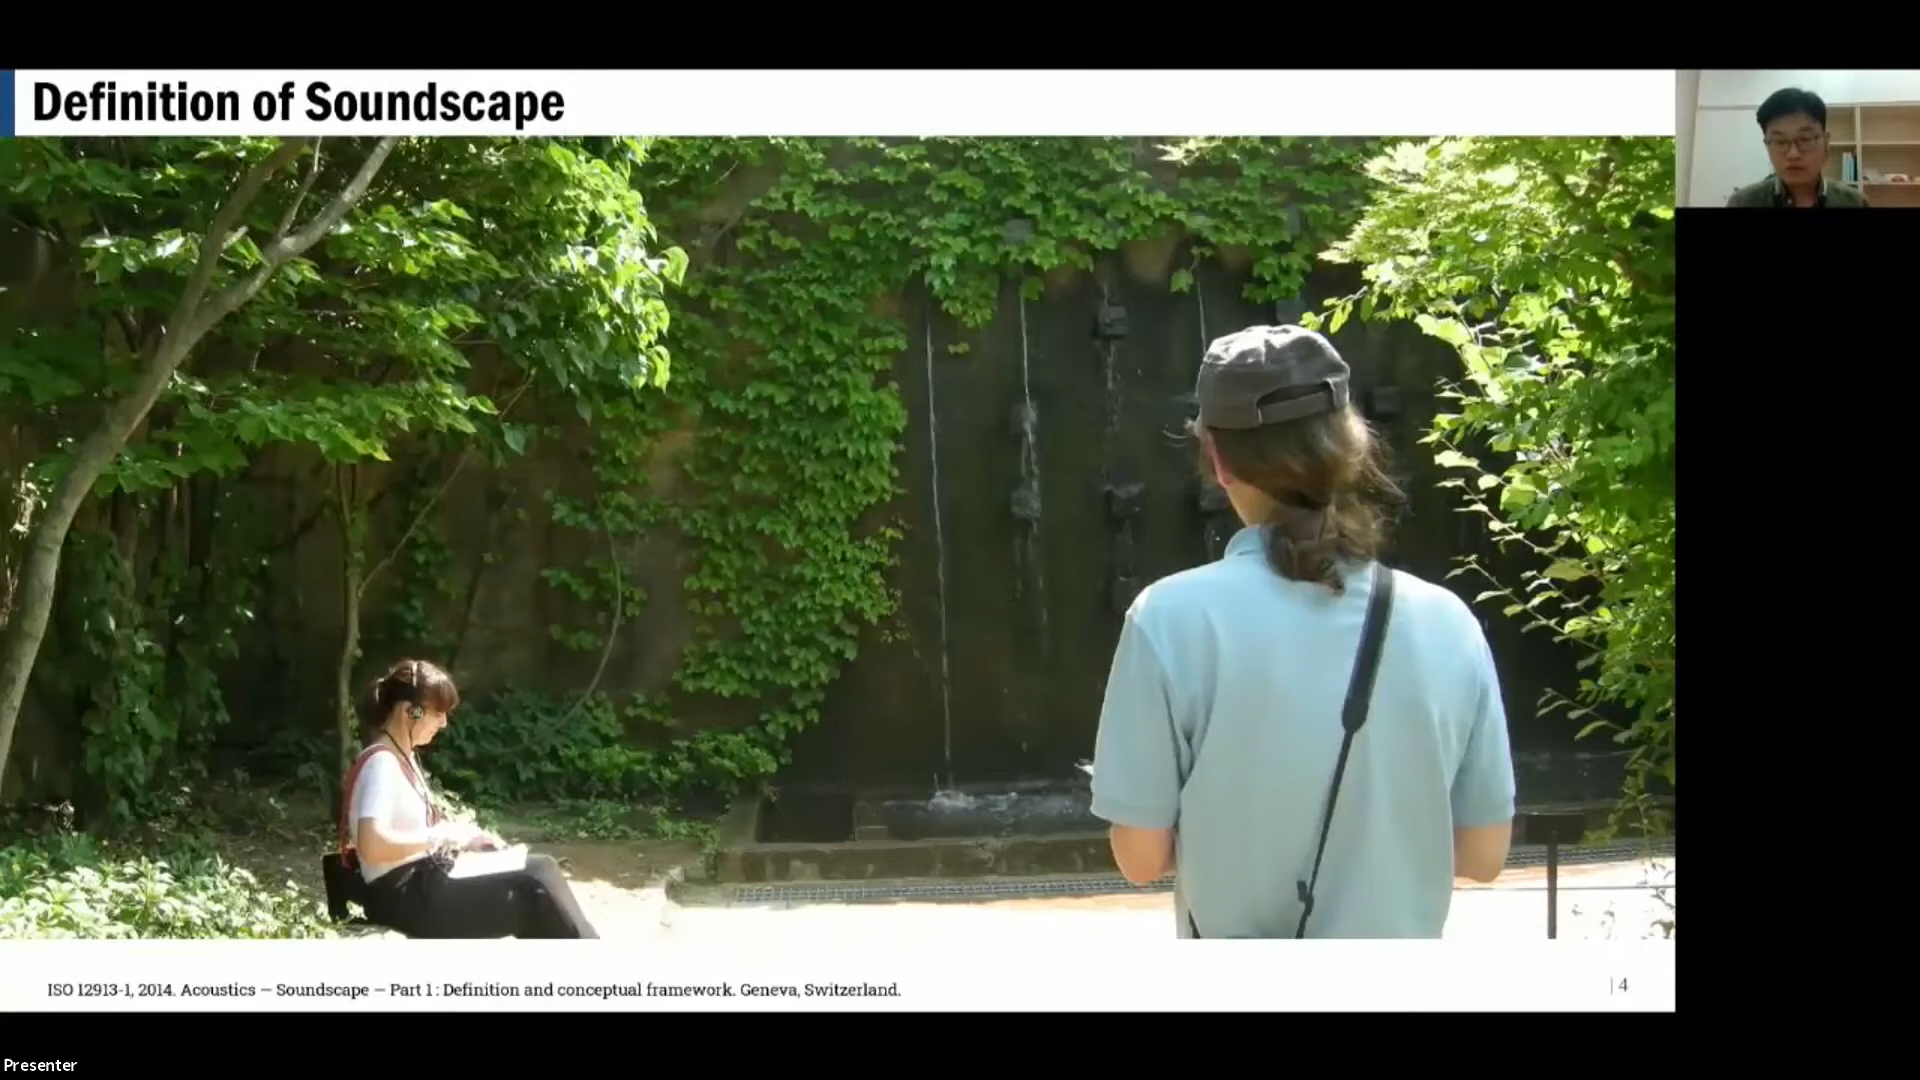 Definition of Soundscape
ISO 12913-1, 2014. Acoustics – Soundscape – Part 1: Definition and conceptual framework. Geneva, Switzerland.
| 4
Presenter